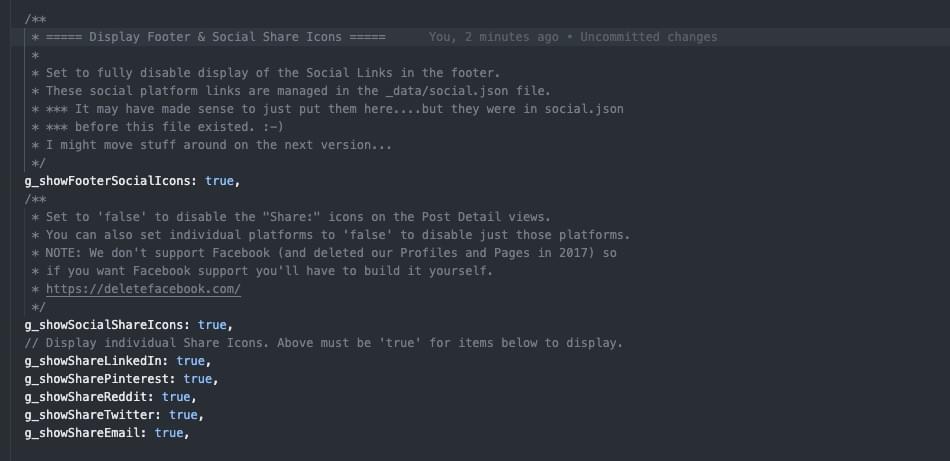 /**
* ===== Display Footer & Social Share Icons ===== You, 2 minutes ago • Uncommitted changes
*
* Set to fully disable display of the Social Links in the footer.
* These social platform links are managed in the _data/social.json file.
* *** It may have made sense to just put them here....but they were in social.json
* *** before this file existed. :-)
* I might move stuff around on the next version...
*/
g_showFooterSocialIcons: true,
/**
* Set to 'false' to disable the "Share:" icons on the Post Detail views.
* You can also set individual platforms to 'false' to disable just those platforms.
* NOTE: We don't support Facebook (and deleted our Profiles and Pages in 2017) so
* if you want Facebook support you'll have to build it yourself.
* https://deletefacebook.com/
*/
g_showSocialShareIcons: true,
// Display individual Share Icons. Above must be 'true' for items below to display.
g_showShareLinkedIn: true,
g_showSharePinterest: true,
g_showShareReddit: true,
g_showShareTwitter: true,
g_showShareEmail: true,